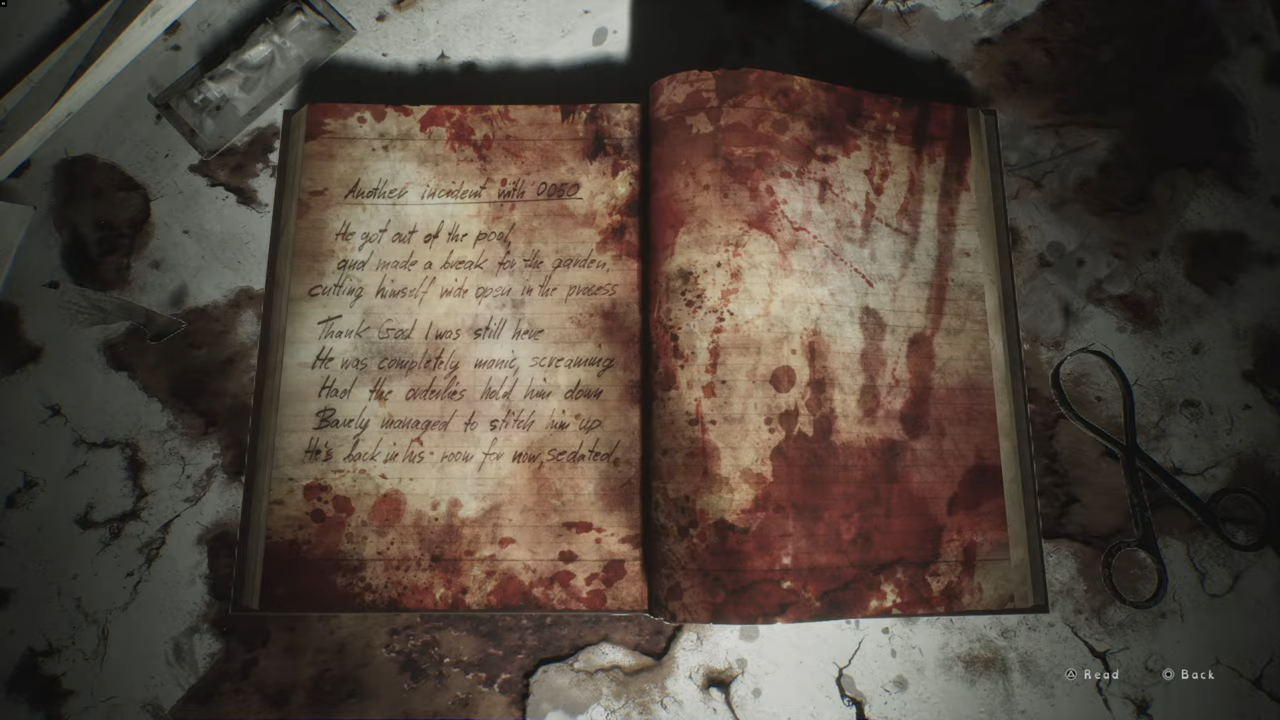 Another incident with 0050
He got out of the pool,
and made a break for the garden,
cutting himself wide open in the prosess
Thank God I was still here
He was completely manic, screaming
Had the orderlies hold him down
Barely managed to stitch him up
He's back in his room for now, sedated.
Read
Back